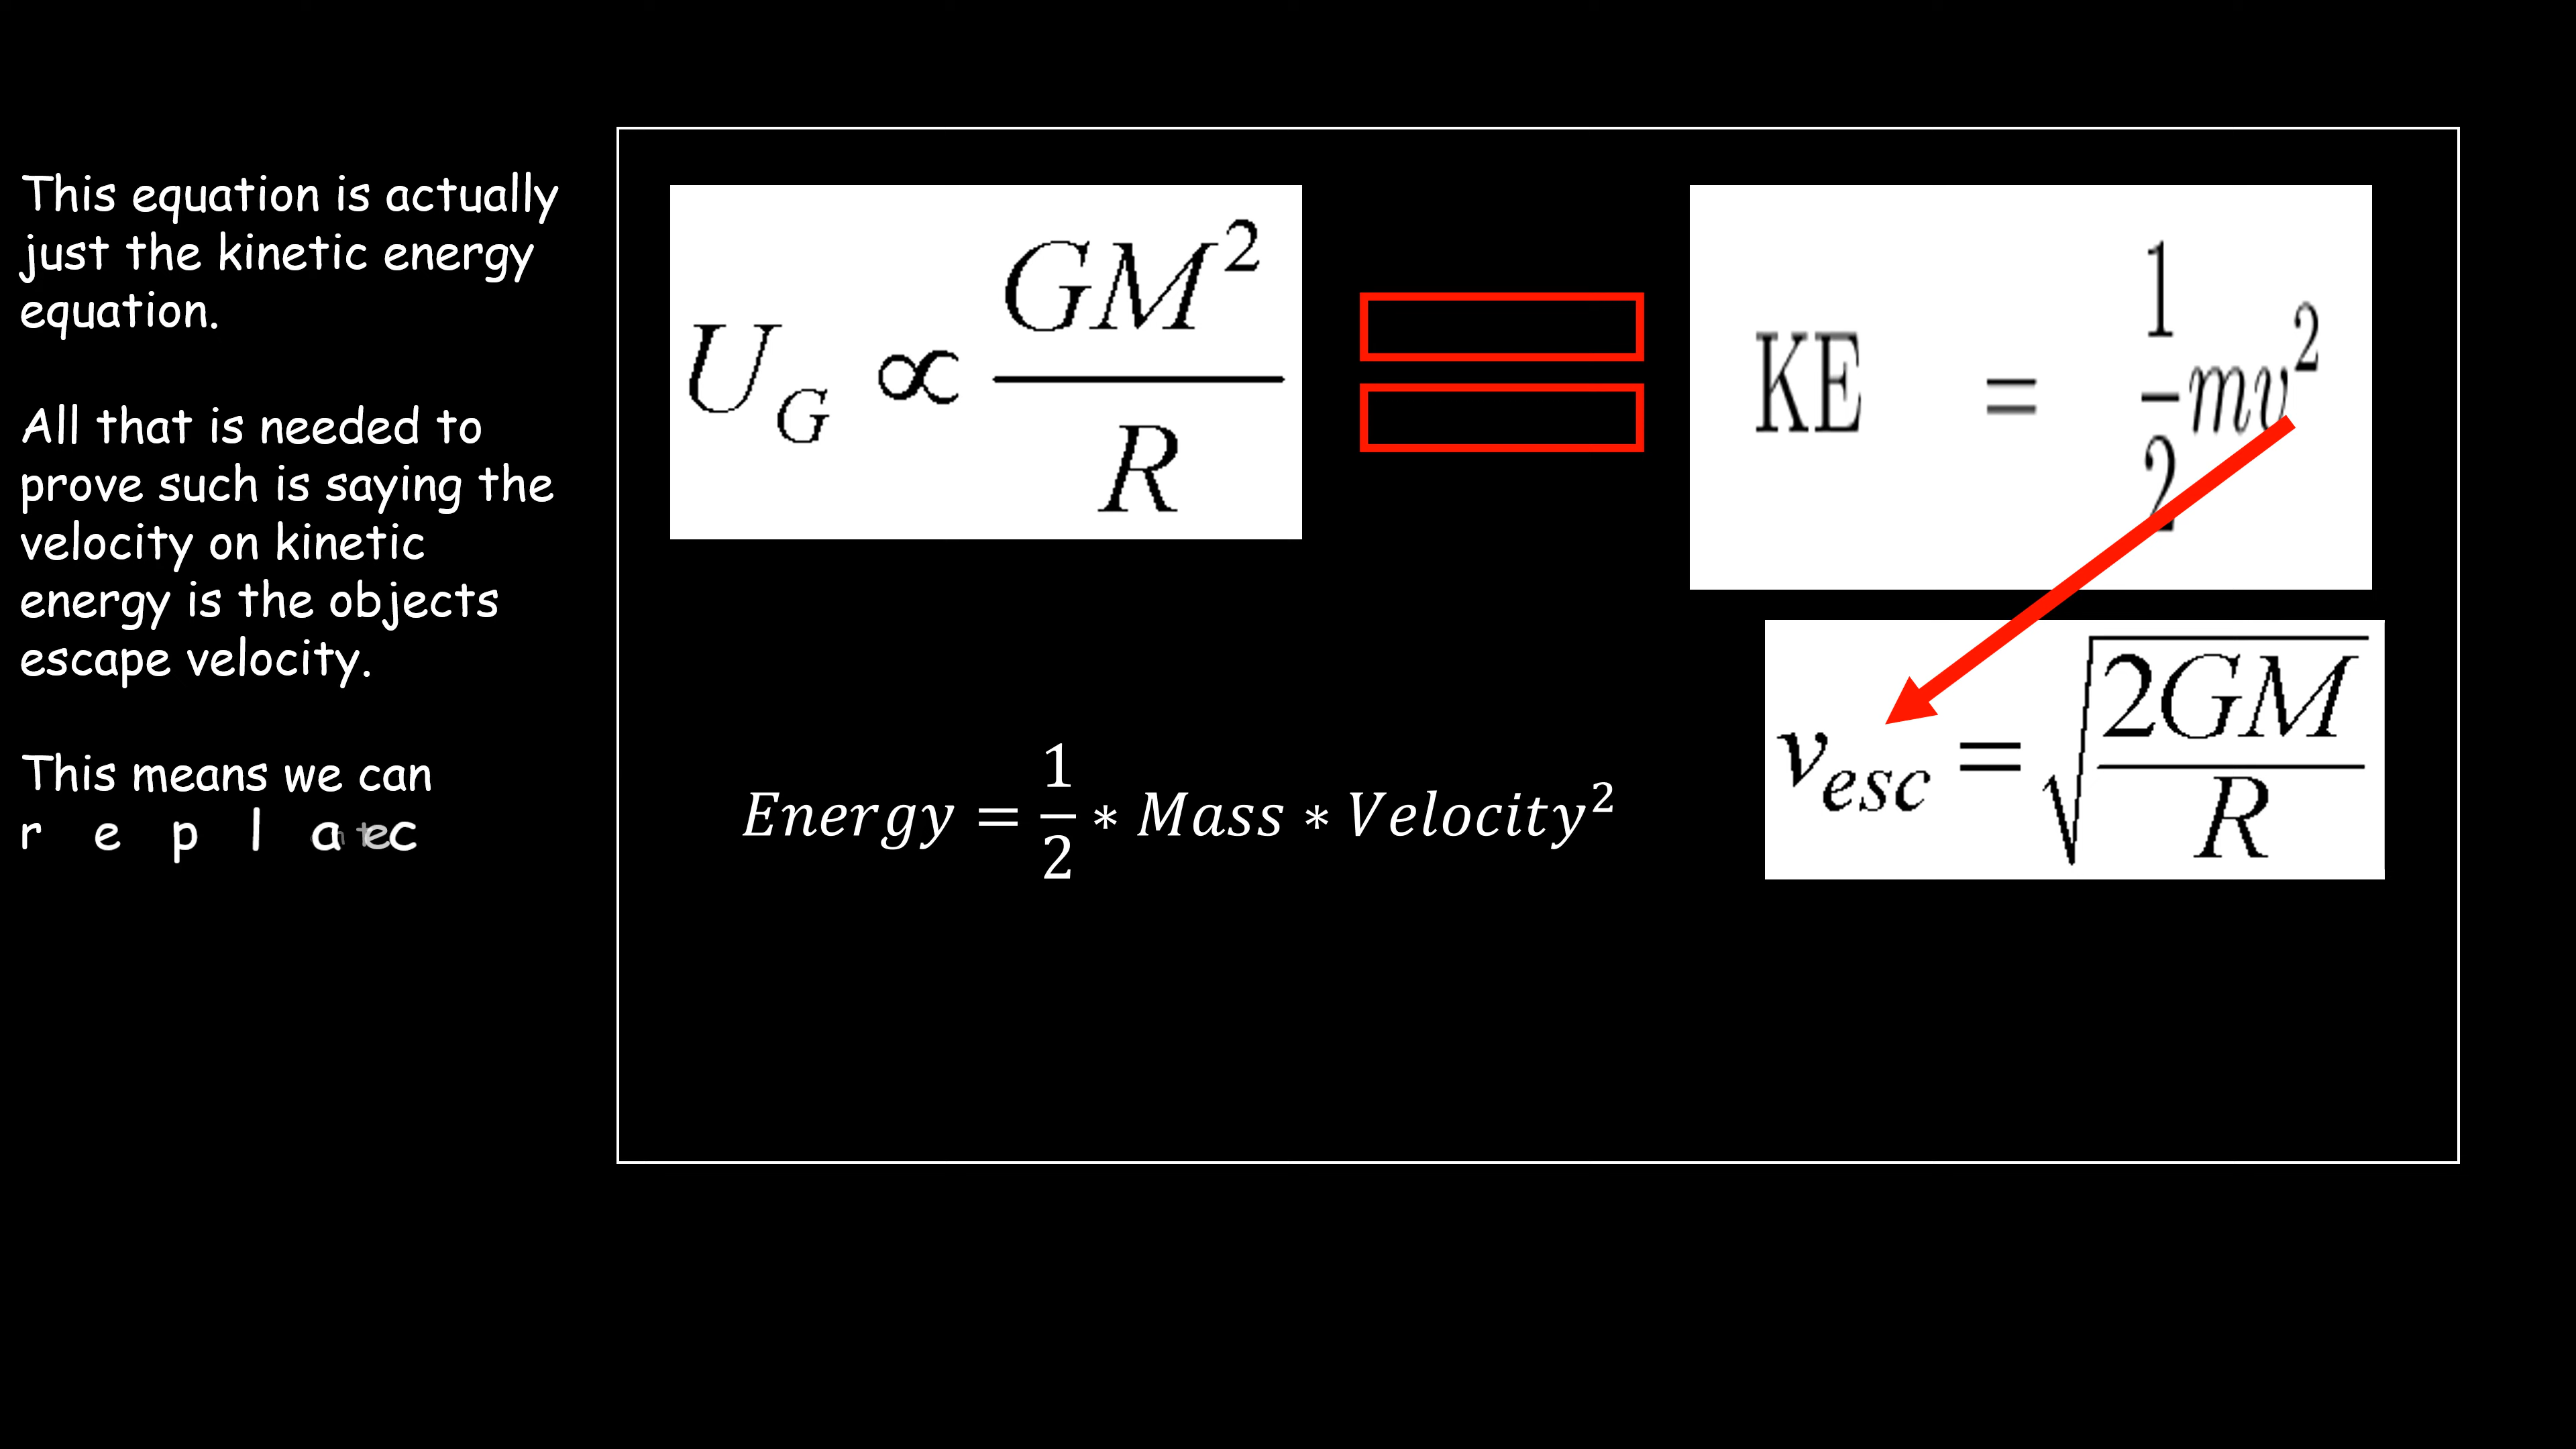 This equation is actually
just the kinetic energy
equation.
All that is needed to
prove such is saying the
velocity on kinetic
energy is the objects
escape velocity.
This means we can
r e p l a c
U_G ∝ GM²/R
KE = 1/2 mv²
Energy = 1/2 * Mass * Velocity²
v_esc = √(2GM/R)